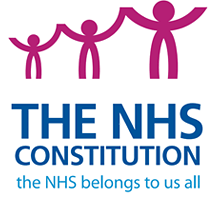 THE NHS
CONSTITUTION
the NHS belongs to us all